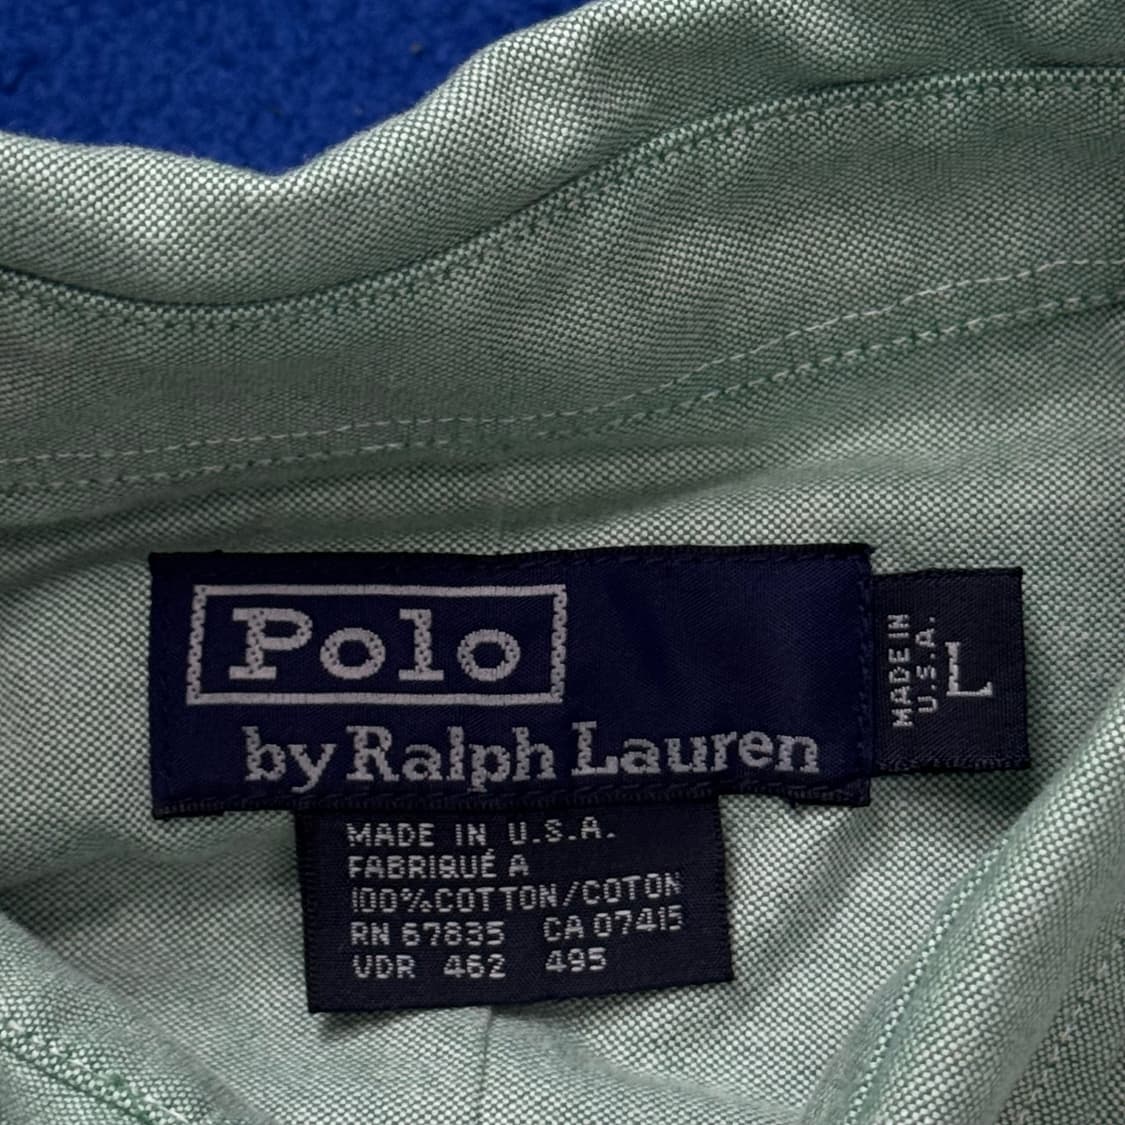 Polo
by Ralph Lauren
MADE IN
U.S.A.
L
MADE IN U.S.A.
FABRIQUÉ A
100%COTTON/COTON
RN 67835 CA 07415
VDR 462 495